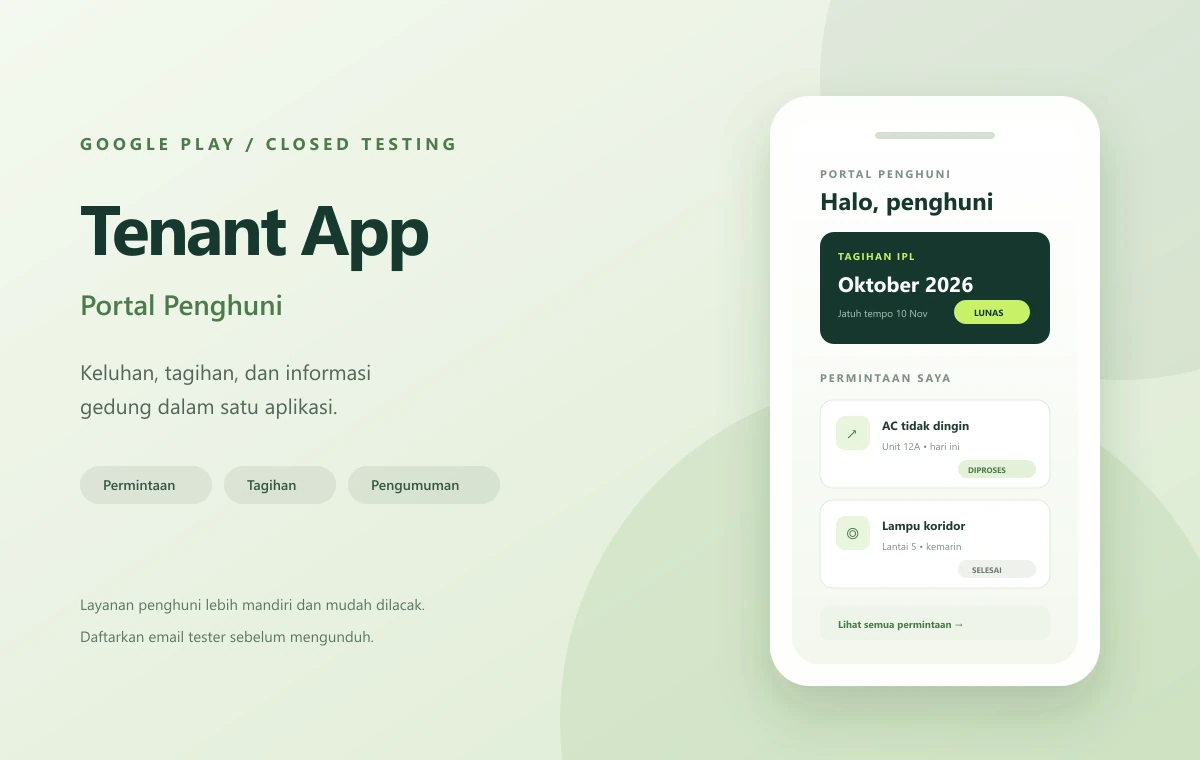 GOOGLE PLAY / CLOSED TESTING
Tenant App
Portal Penghuni
Keluhan, tagihan, dan informasi
gedung dalam satu aplikasi.
Permintaan
Tagihan
Pengumuman
Layanan penghuni lebih mandiri dan mudah dilacak.
Daftarkan email tester sebelum mengunduh.
PORTAL PENGHUNI
Halo, penghuni
TAGIHAN IPL
Oktober 2026
Jatuh tempo 10 Nov
LUNAS
PERMINTAAN SAYA
↗
AC tidak dingin
Unit 12A • hari ini
DIPROSES
◎
Lampu koridor
Lantai 5 • kemarin
SELESAI
Lihat semua permintaan →